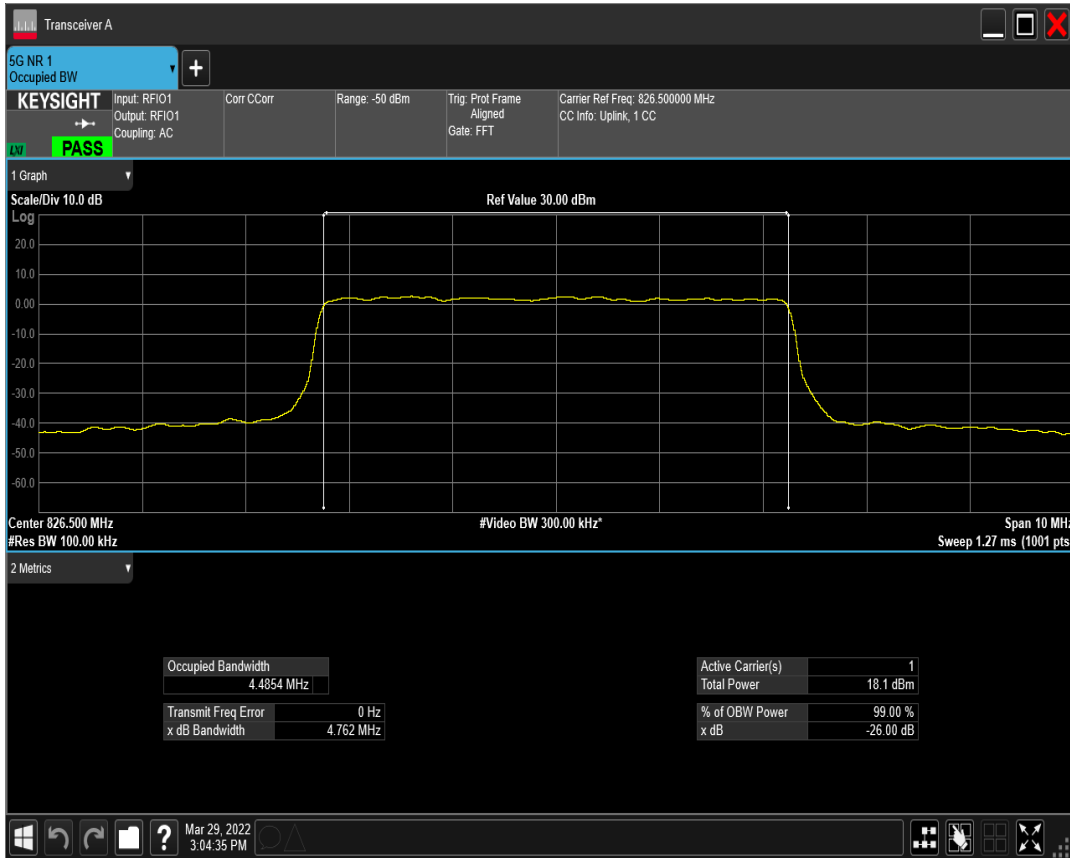 Transceiver A
5G NR 1
Occupied BW
KEYSIGHT
LXI
PASS
Input: RFIO1
Output: RFIO1
Coupling: AC
Corr CCorr
Range: -50 dBm
Trig: Prot Frame
Aligned
Gate: FFT
Carrier Ref Freq: 826.500000 MHz
CC Info: Uplink, 1 CC
1 Graph
Scale/Div 10.0 dB
Ref Value 30.00 dBm
Log
20.0
10.0
0.00
-10.0
-20.0
-30.0
-40.0
-50.0
-60.0
Center 826.500 MHz
#Video BW 300.00 kHz*
Span 10 MHz
#Res BW 100.00 kHz
Sweep 1.27 ms (1001 pts
2 Metrics
Occupied Bandwidth
4.4854 MHz
Transmit Freq Error 0 Hz
x dB Bandwidth 4.762 MHz
Active Carrier(s) 1
Total Power 18.1 dBm
% of OBW Power 99.00 %
x dB -26.00 dB
?
Mar 29, 2022
3:04:35 PM